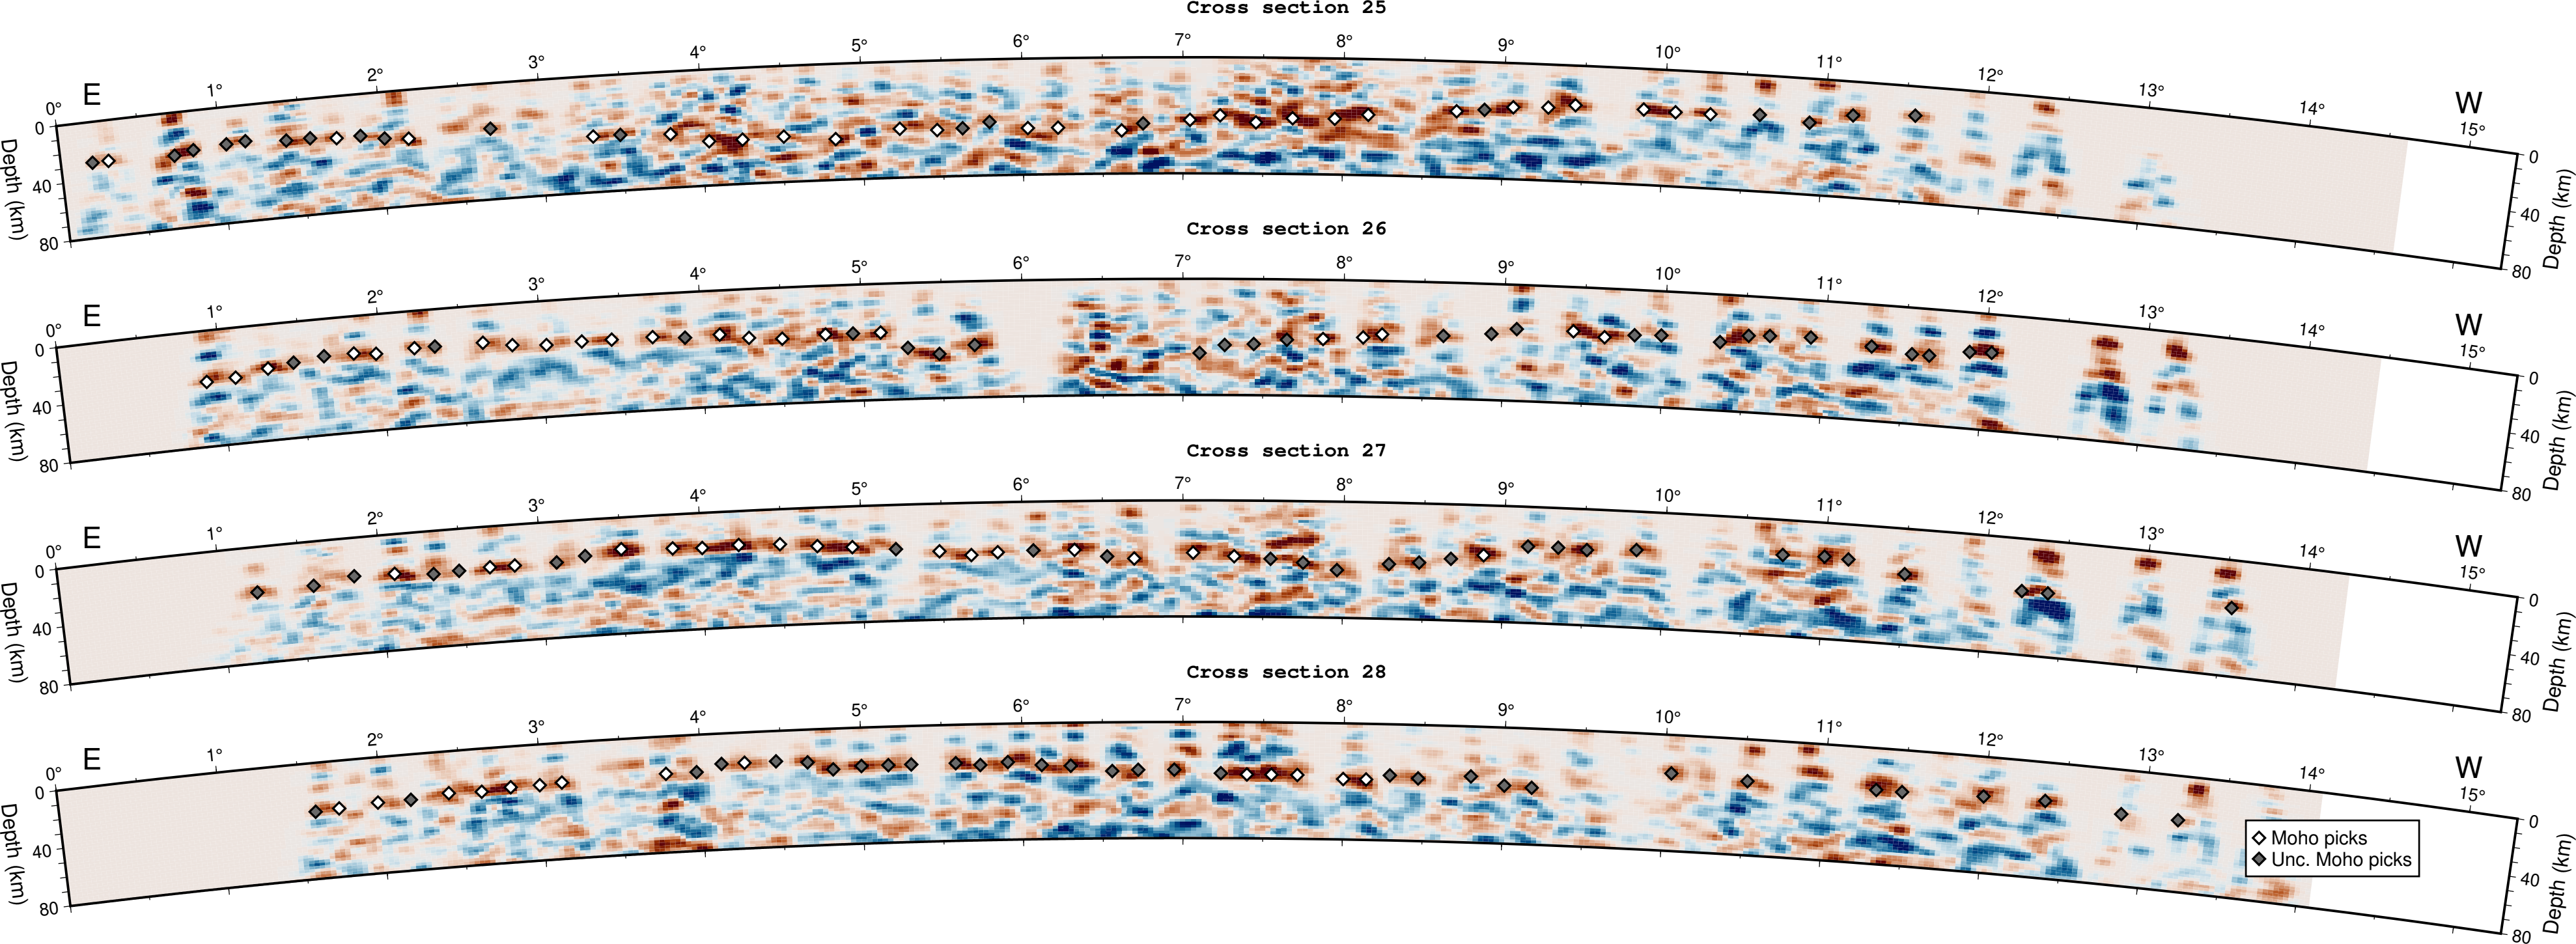 Cross section 25
0° 1° 2° 3° 4° 5° 6° 7° 8° 9° 10° 11° 12° 13° 14° 15°
E W
0 40 80
Depth (km)
0 40 80
Depth (km)
Cross section 26
0° 1° 2° 3° 4° 5° 6° 7° 8° 9° 10° 11° 12° 13° 14° 15°
E W
0 40 80
Depth (km)
0 40 80
Depth (km)
Cross section 27
0° 1° 2° 3° 4° 5° 6° 7° 8° 9° 10° 11° 12° 13° 14° 15°
E W
0 40 80
Depth (km)
0 40 80
Depth (km)
Cross section 28
0° 1° 2° 3° 4° 5° 6° 7° 8° 9° 10° 11° 12° 13° 14° 15°
E W
0 40 80
Depth (km)
0 40 80
Depth (km)
Moho picks
Unc. Moho picks